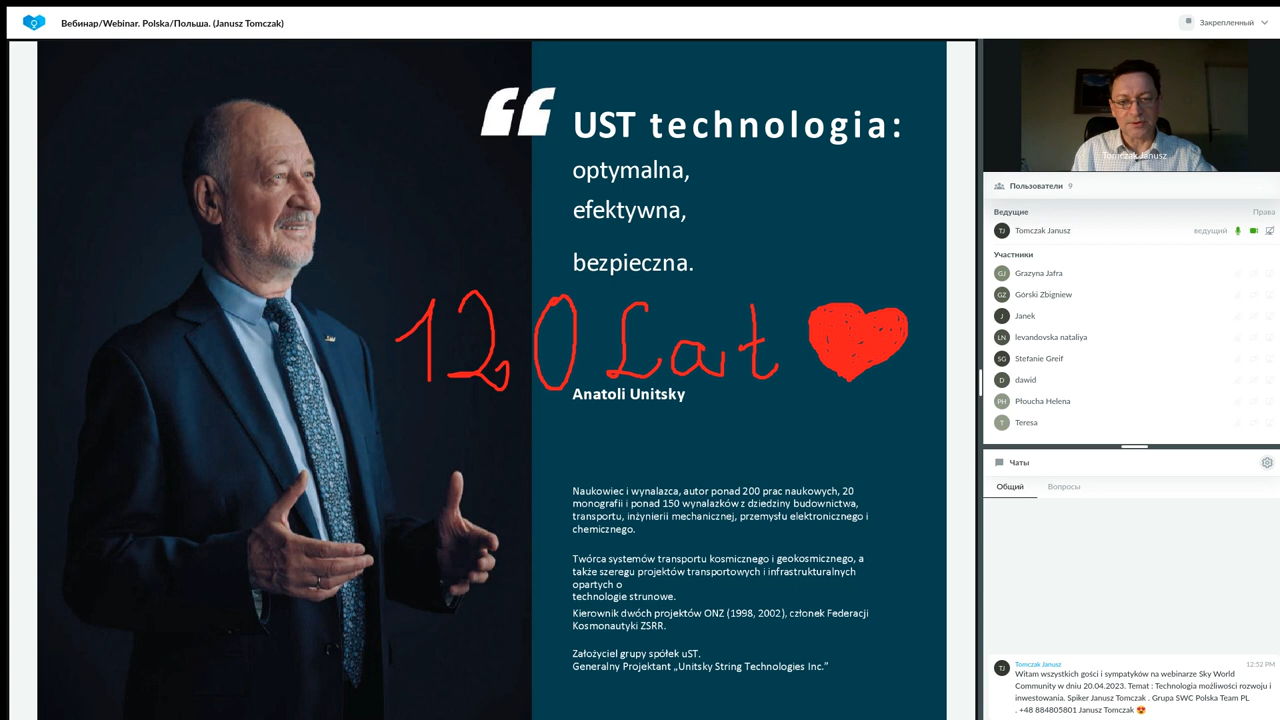 Вебинар/Webinar. Polska/Польша. (Janusz Tomczak)
Закрепленный
“
UST technologia:
optymalna,
efektywna,
bezpieczna.
120 Lat
Anatoli Unitsky
Naukowiec i wynalazca, autor ponad 200 prac naukowych, 20
monografii i ponad 150 wynalazków z dziedziny budownictwa,
transportu, inżynierii mechanicznej, przemysłu elektronicznego i
chemicznego.
Twórca systemów transportu kosmicznego i geokosmicznego, a
także szeregu projektów transportowych i infrastrukturalnych
opartych o
technologie strunowe.
Kierownik dwóch projektów ONZ (1998, 2002), członek Federacji
Kosmonautyki ZSRR.
Założyciel grupy spółek uST.
Generalny Projektant „Unitsky String Technologies Inc.”
Tomczak Janusz
Пользователи 9
Ведущие Права
TJ Tomczak Janusz ведущий
Участники
GJ Grazyna Jafra
GZ Górski Zbigniew
J Janek
LN levandovska nataliya
SG Stefanie Greif
D dawid
PH Płoucha Helena
T Teresa
Чаты
Общий Вопросы
TJ Tomczak Janusz 12:52 PM
Witam wszystkich gości i sympatyków na webinarze Sky World
Community w dniu 20.04.2023. Temat : Technologia możliwości rozwoju i
inwestowania. Spiker Janusz Tomczak . Grupa SWC Polska Team PL
. +48 884805801 Janusz Tomczak 😍